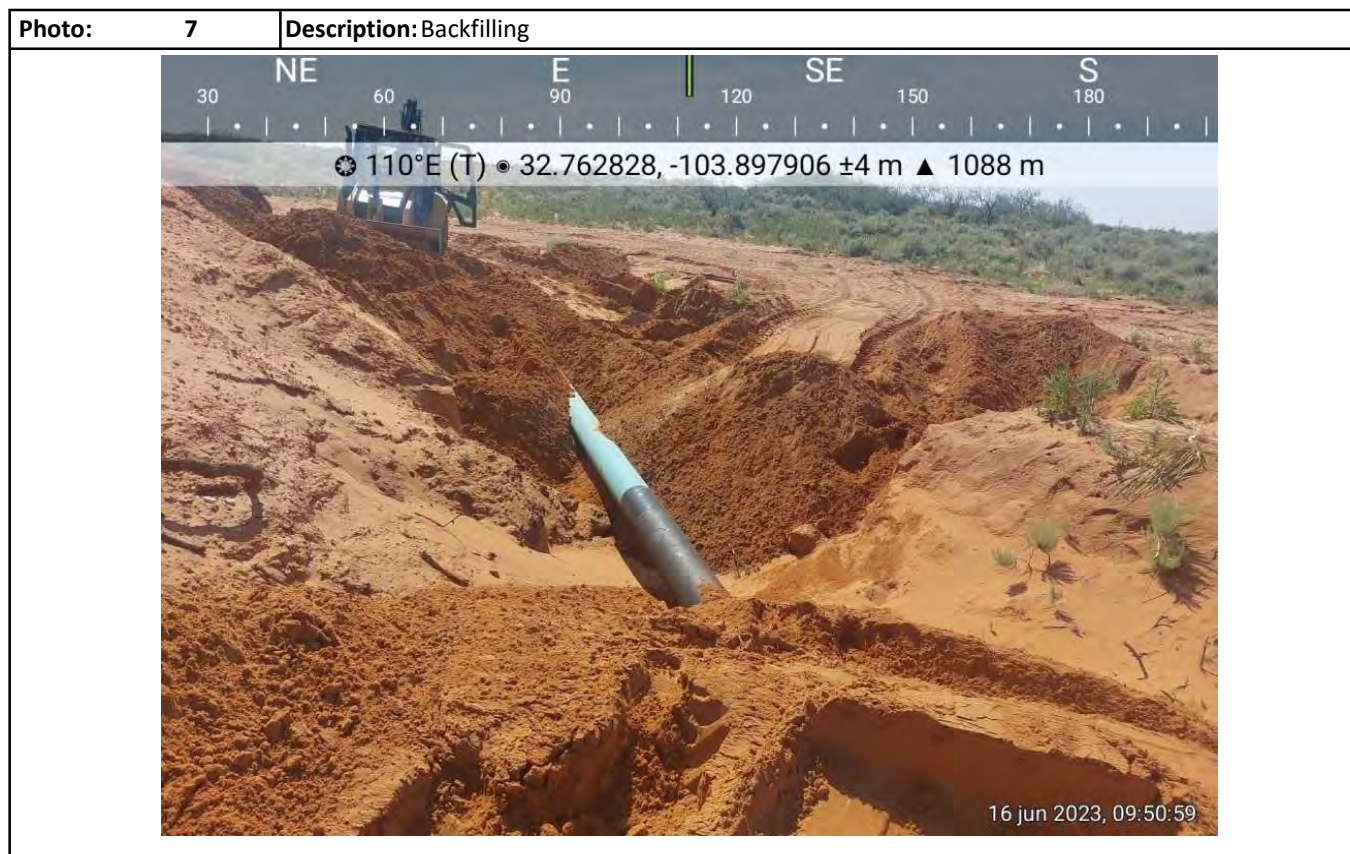 Photo: 7 Description: Backfilling
NE E SE S
30 60 90 120 150 180
110°E (T) 32.762828, -103.897906 ±4 m ▲ 1088 m
16 jun 2023, 09:50:59